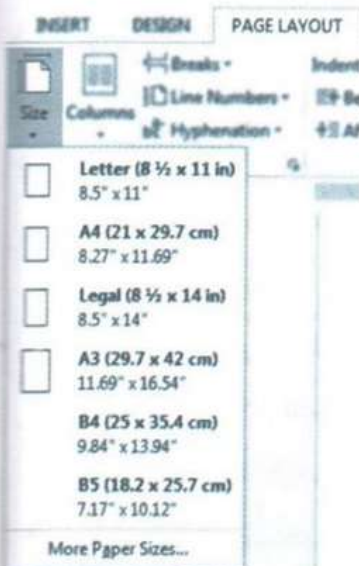 INSERT DESIGN PAGE LAYOUT
Size
Columns
Breaks
Line Numbers
Hyphenation
Indent
Letter (8 ½ x 11 in)
8.5" x 11"
A4 (21 x 29.7 cm)
8.27" x 11.69"
Legal (8 ½ x 14 in)
8.5" x 14"
A3 (29.7 x 42 cm)
11.69" x 16.54"
B4 (25 x 35.4 cm)
9.84" x 13.94"
B5 (18.2 x 25.7 cm)
7.17" x 10.12"
More Paper Sizes...